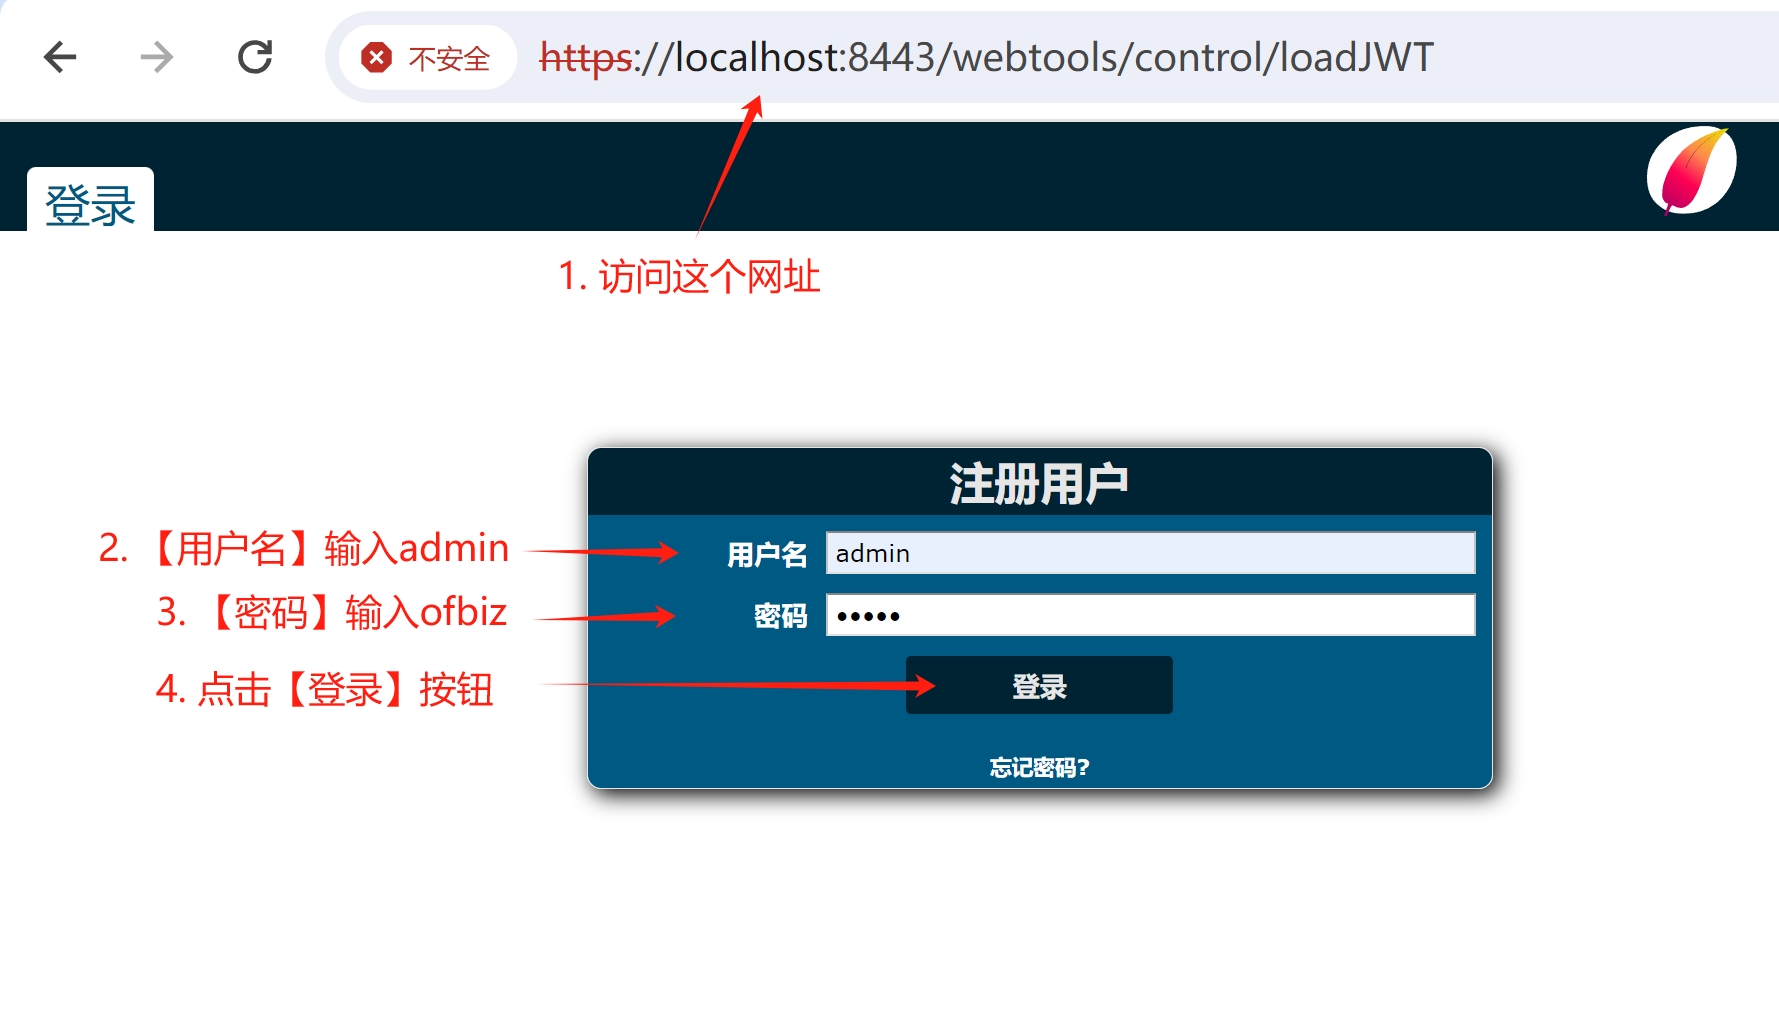 不安全 https://localhost:8443/webtools/control/loadJWT
登录
1. 访问这个网址
注册用户
2. 【用户名】输入admin
用户名 admin
3. 【密码】输入ofbiz
密码 •••••
4. 点击【登录】按钮
登录
忘记密码?